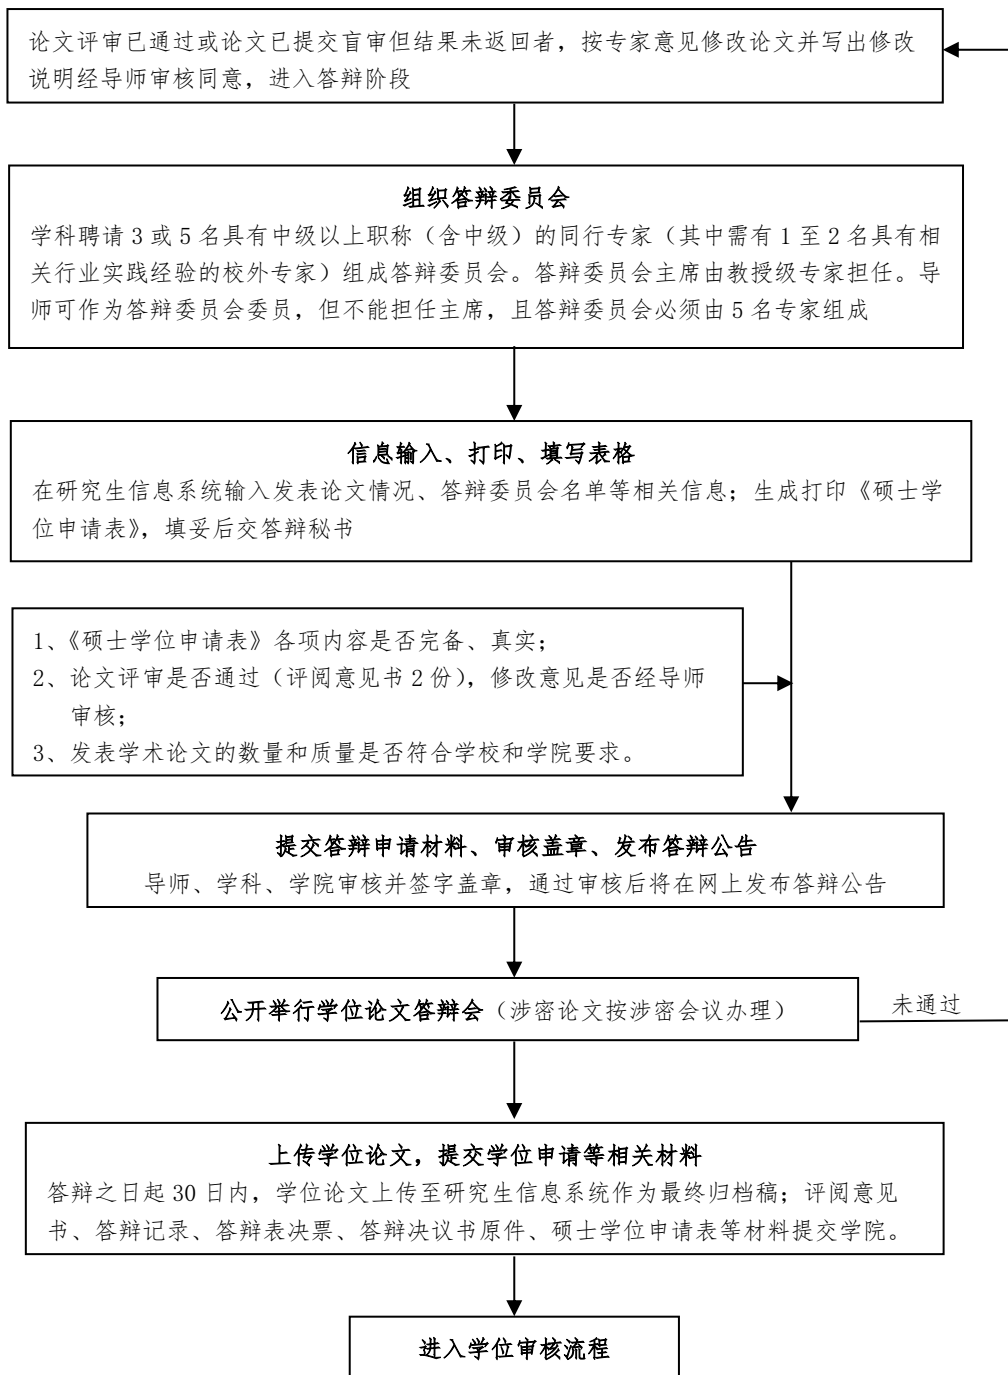 论文评审已通过或论文已提交盲审但结果未返回者，按专家意见修改论文并写出修改
说明经导师审核同意，进入答辩阶段
组织答辩委员会
学科聘请 3 或 5 名具有中级以上职称（含中级）的同行专家（其中需有 1 至 2 名具有相
关行业实践经验的校外专家）组成答辩委员会。答辩委员会主席由教授级专家担任。导
师可作为答辩委员会委员，但不能担任主席，且答辩委员会必须由 5 名专家组成
信息输入、打印、填写表格
在研究生信息系统输入发表论文情况、答辩委员会名单等相关信息；生成打印《硕士学
位申请表》，填妥后交答辩秘书
1、《硕士学位申请表》各项内容是否完备、真实；
2、论文评审是否通过（评阅意见书 2 份），修改意见是否经导师
审核；
3、发表学术论文的数量和质量是否符合学校和学院要求。
提交答辩申请材料、审核盖章、发布答辩公告
导师、学科、学院审核并签字盖章，通过审核后将在网上发布答辩公告
公开举行学位论文答辩会（涉密论文按涉密会议办理）
未通过
上传学位论文，提交学位申请等相关材料
答辩之日起 30 日内，学位论文上传至研究生信息系统作为最终归档稿；评阅意见
书、答辩记录、答辩表决票、答辩决议书原件、硕士学位申请表等材料提交学院。
进入学位审核流程